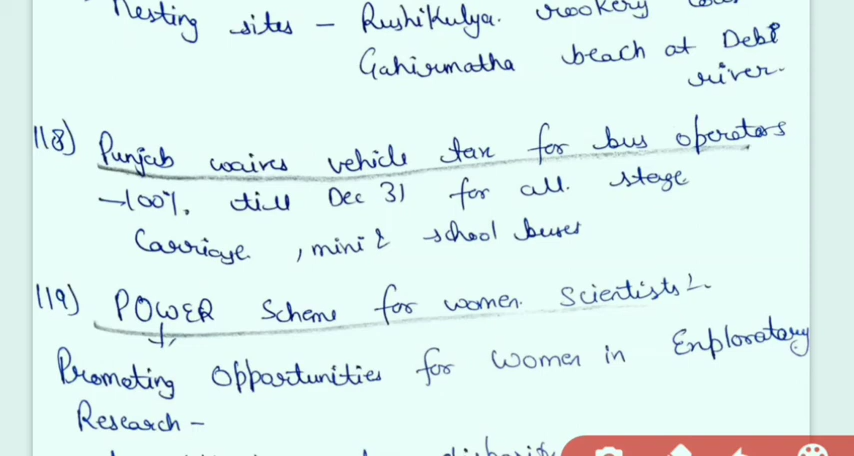 Nesting sites - Rushikulya rookery
Gahirmatha beach at Debi
river.
118) Punjab waives vehicle tax for bus operators
→100%, till Dec 31 for all stage
Carriage, mini & school buses
119) POWER Scheme for women Scientists :-
Promoting Opportunities for women in Exploratory
Research -